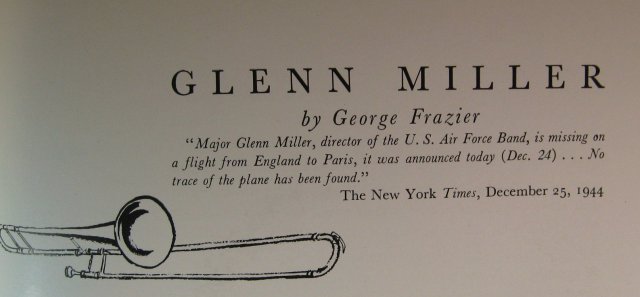 GLENN MILLER
by George Frazier
"Major Glenn Miller, director of the U. S. Air Force Band, is missing on
a flight from England to Paris, it was announced today (Dec. 24) . . . No
trace of the plane has been found."
The New York Times, December 25, 1944